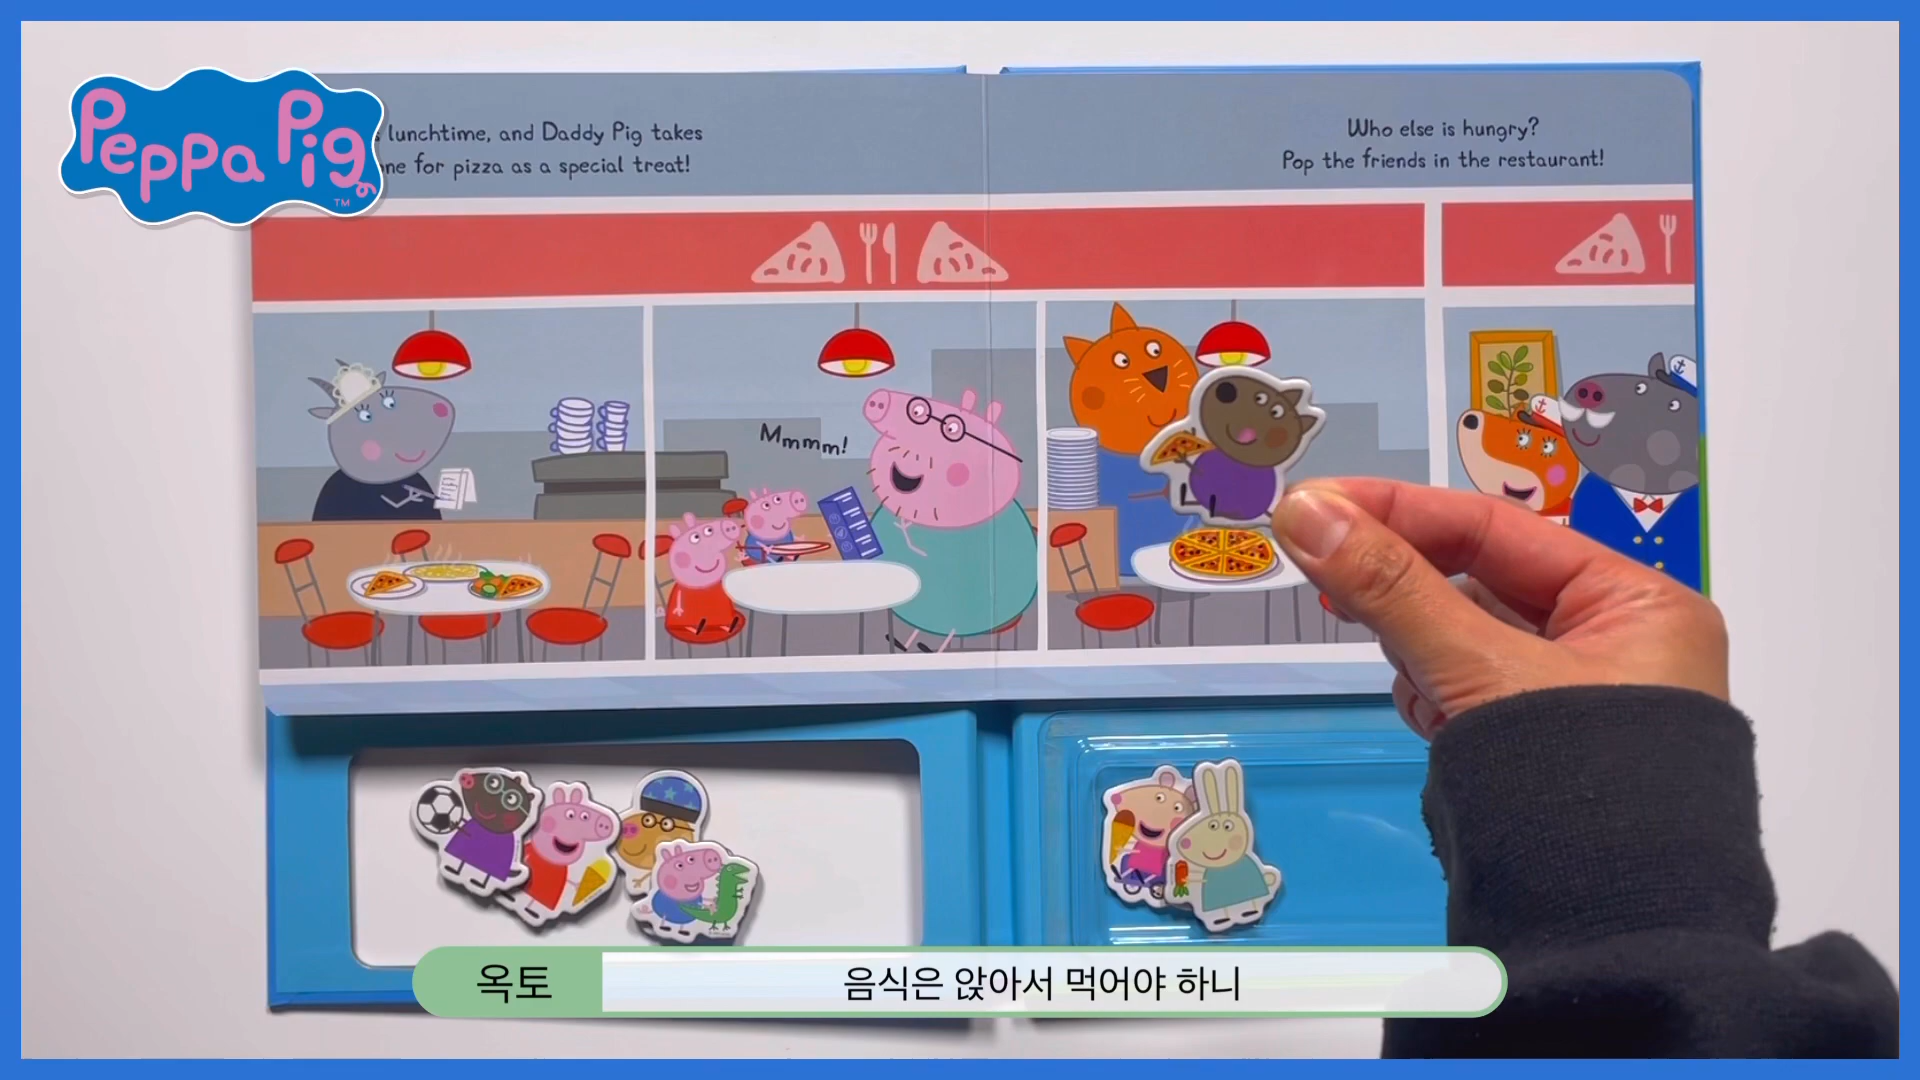 Peppa Pig
TM
lunchtime, and Daddy Pig takes
for pizza as a special treat!
Who else is hungry?
Pop the friends in the restaurant!
Mmmm!
옥토
음식은 앉아서 먹어야 하니